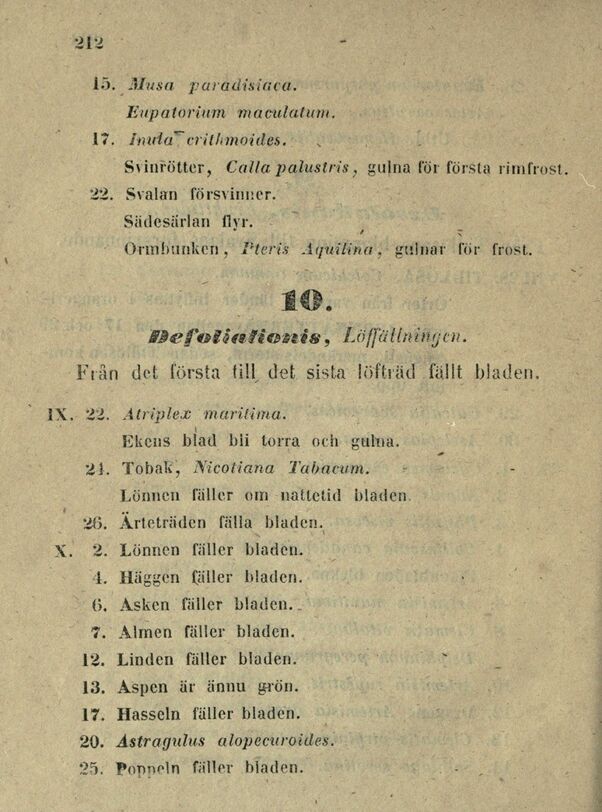 212
15. Musa paradisiaca.
Eupatorium maculatum.
17. Inula crithmoides.
Svinrötter, Calla palustris, gulna för första rimfrost.
22. Svalan försvinner.
Sädesärlan flyr.
Ormbunken, Pteris Aquilina, gulnar för frost.
10.
Defoliationis, Löffällningen.
Från det första till det sista löfträd fällt bladen.
IX. 22. Atriplex maritima.
Ekens blad bli torra och gulna.
24. Tobak, Nicotiana Tabacum.
Lönnen fäller om nattetid bladen
26. Ärteträden fälla bladen.
X. 2. Lönnen fäller bladen.
4. Häggen fäller bladen.
6. Asken fäller bladen.
7. Almen fäller bladen.
12. Linden fäller bladen.
13. Aspen är ännu grön.
17. Hasseln fäller bladen.
20. Astragulus alopecuroides.
25. Poppeln fäller bladen.